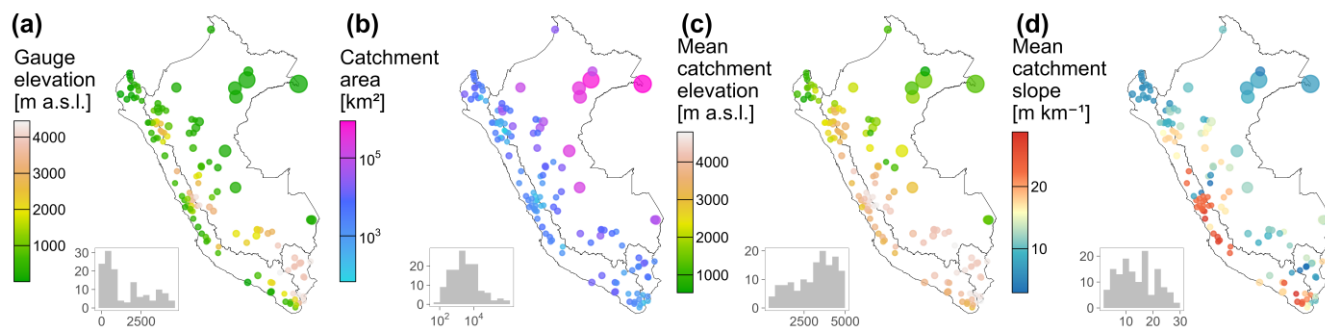 (a)
Gauge
elevation
[m a.s.l.]
4000
3000
2000
1000
30
20
10
0
0 2500
(b)
Catchment
area
[km²]
10⁵
10³
20
10
0
10² 10⁴
(c)
Mean
catchment
elevation
[m a.s.l.]
4000
3000
2000
1000
20
10
0
2500 5000
(d)
Mean
catchment
slope
[m km⁻¹]
20
10
20
10
0
10 20 30